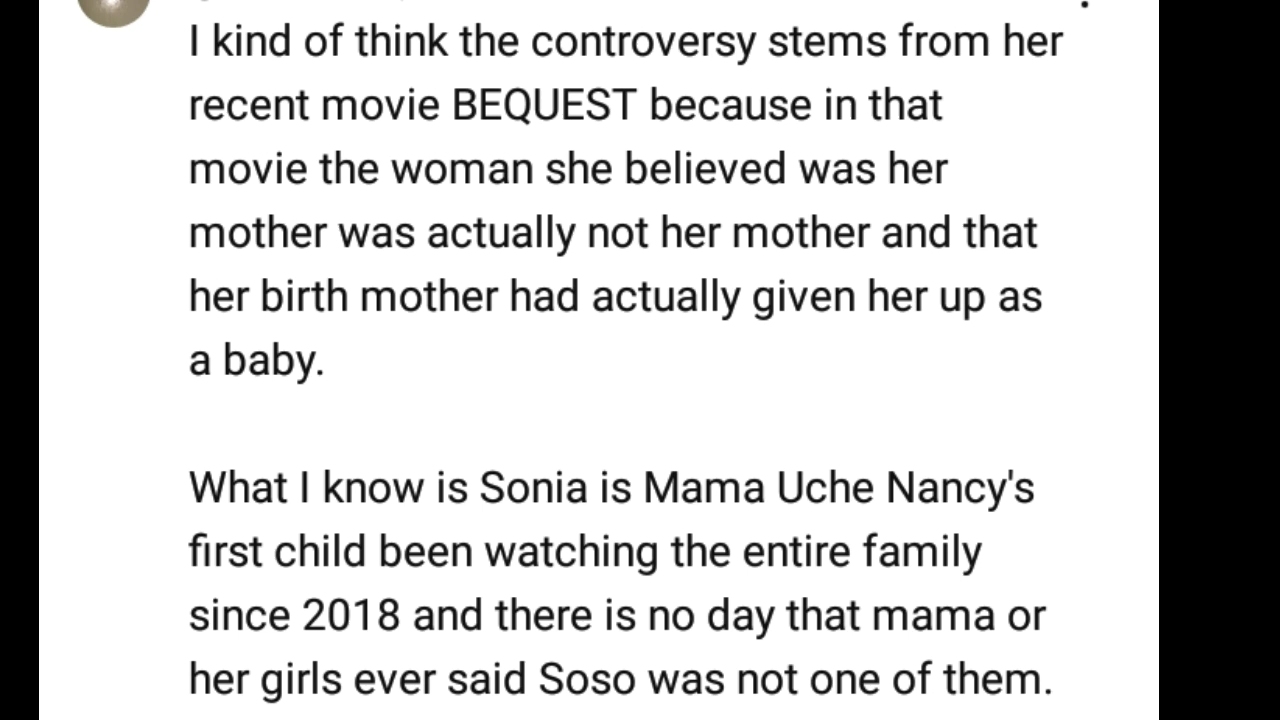 I kind of think the controversy stems from her
recent movie BEQUEST because in that
movie the woman she believed was her
mother was actually not her mother and that
her birth mother had actually given her up as
a baby.
What I know is Sonia is Mama Uche Nancy's
first child been watching the entire family
since 2018 and there is no day that mama or
her girls ever said Soso was not one of them.